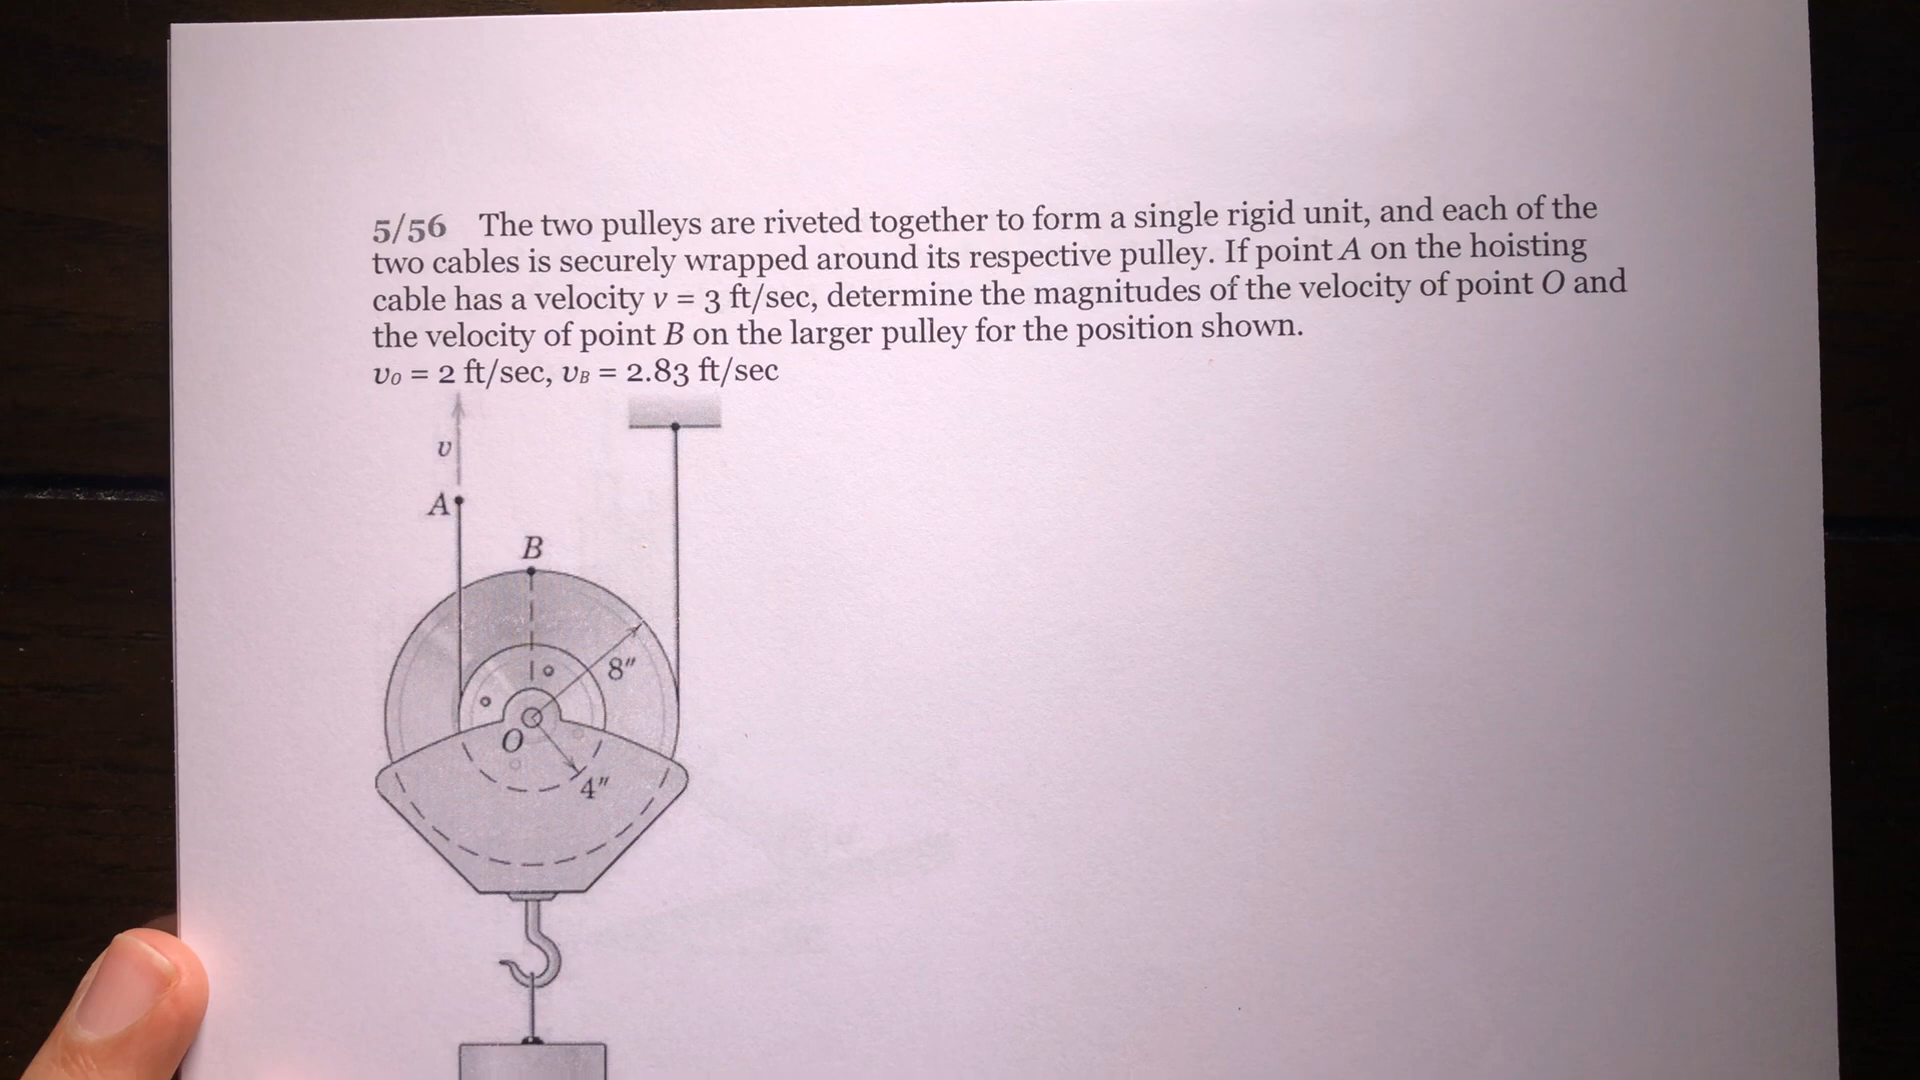 5/56 The two pulleys are riveted together to form a single rigid unit, and each of the
two cables is securely wrapped around its respective pulley. If point A on the hoisting
cable has a velocity v = 3 ft/sec, determine the magnitudes of the velocity of point O and
the velocity of point B on the larger pulley for the position shown.
vO = 2 ft/sec, vB = 2.83 ft/sec
v
A
B
8″
O
4″